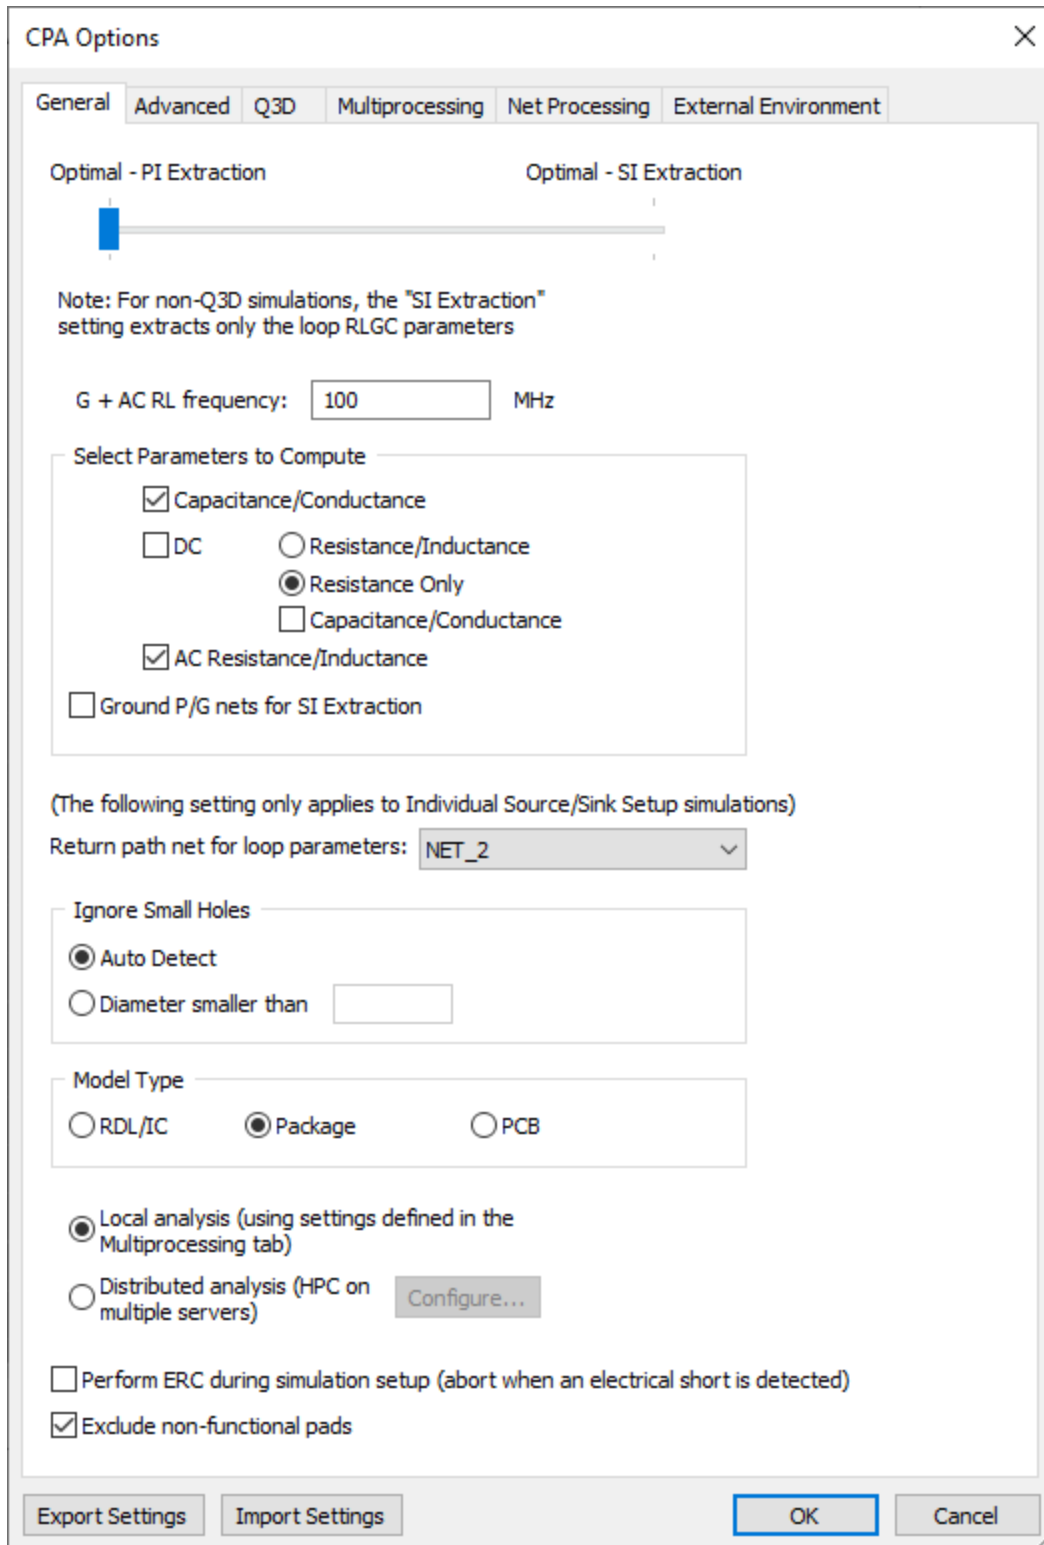 CPA Options
General Advanced Q3D Multiprocessing Net Processing External Environment
Optimal - PI Extraction Optimal - SI Extraction
Note: For non-Q3D simulations, the "SI Extraction"
setting extracts only the loop RLGC parameters
G + AC RL frequency: 100 MHz
Select Parameters to Compute
Capacitance/Conductance
DC Resistance/Inductance
Resistance Only
Capacitance/Conductance
AC Resistance/Inductance
Ground P/G nets for SI Extraction
(The following setting only applies to Individual Source/Sink Setup simulations)
Return path net for loop parameters: NET_2
Ignore Small Holes
Auto Detect
Diameter smaller than
Model Type
RDL/IC Package PCB
Local analysis (using settings defined in the
Multiprocessing tab)
Distributed analysis (HPC on
multiple servers)
Configure...
Perform ERC during simulation setup (abort when an electrical short is detected)
Exclude non-functional pads
Export Settings Import Settings OK Cancel